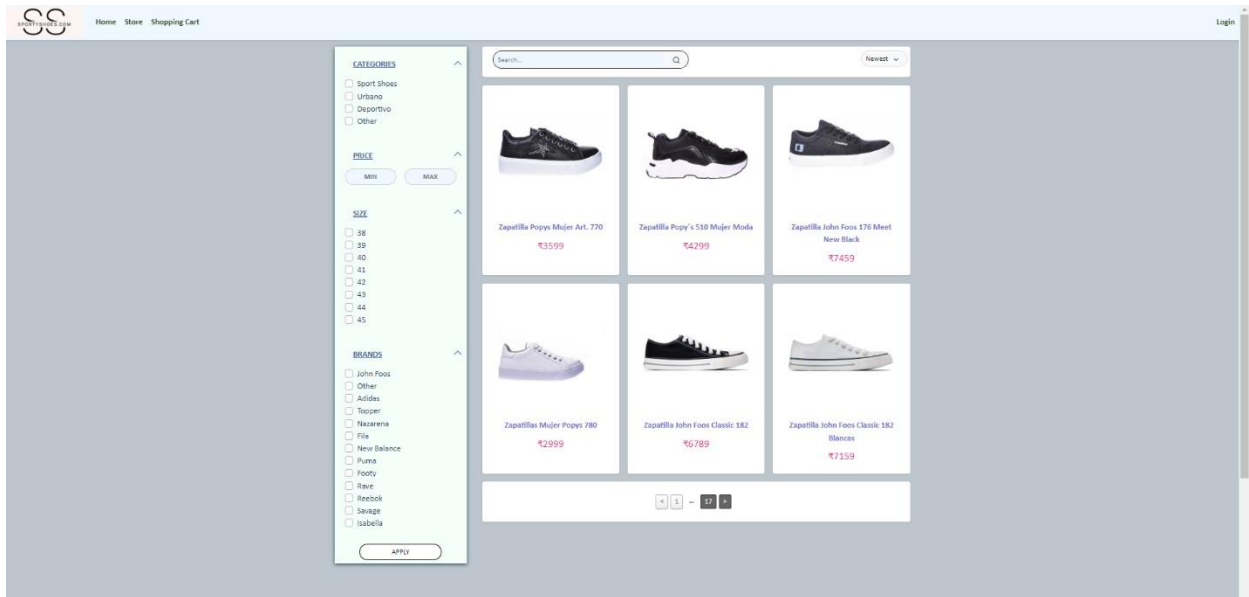 SPORTYSHOES.COM
Home Store Shopping Cart
Login
CATEGORIES
Sport Shoes
Urbano
Deportivo
Other
PRICE
MIN MAX
SIZE
38
39
40
41
42
43
44
45
BRANDS
John Foos
Other
Adidas
Topper
Nazarena
Fila
New Balance
Puma
Footy
Rave
Reebok
Savage
Isabella
APPLY
Search...
Newest
Zapatilla Popys Mujer Art. 770
₹3599
Zapatilla Popy´s 510 Mujer Moda
₹4299
Zapatilla John Foos 176 Meet
New Black
₹7459
Zapatillas Mujer Popys 780
₹2999
Zapatilla John Foos Classic 182
₹6789
Zapatilla John Foos Classic 182
Blancas
₹7159
< 1 ... 17 >